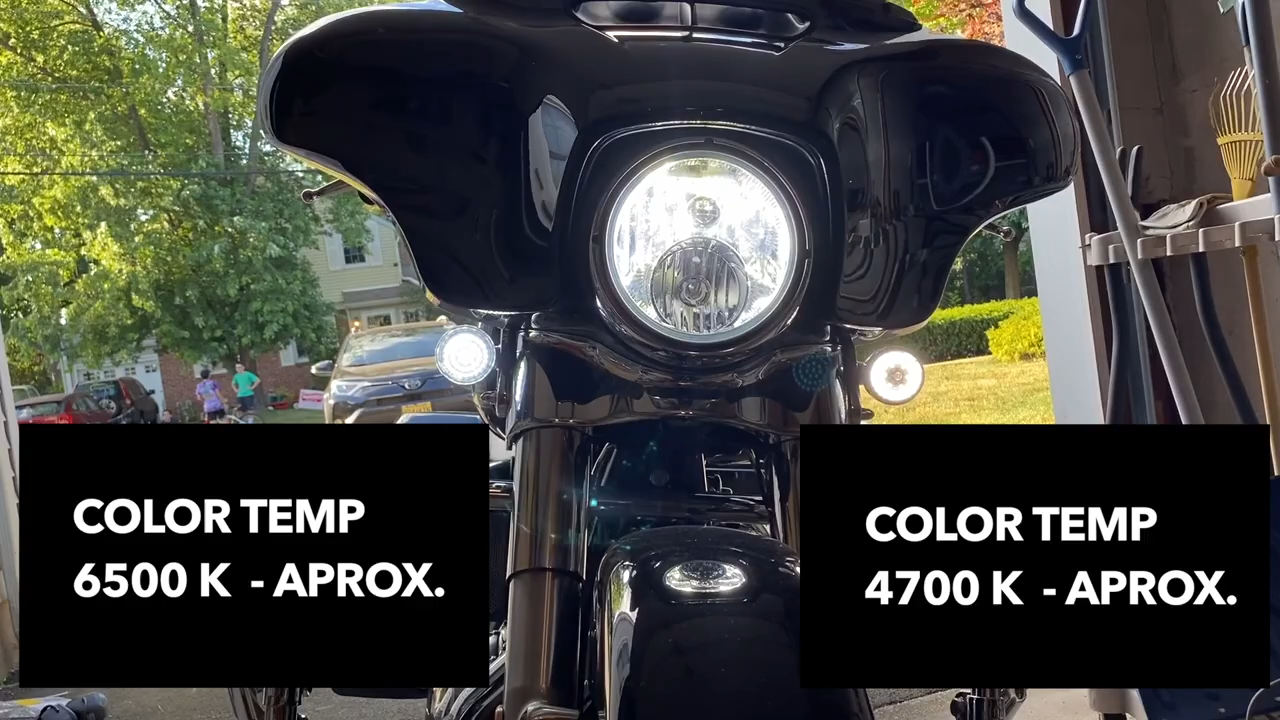 COLOR TEMP
6500 K - APROX.
COLOR TEMP
4700 K - APROX.